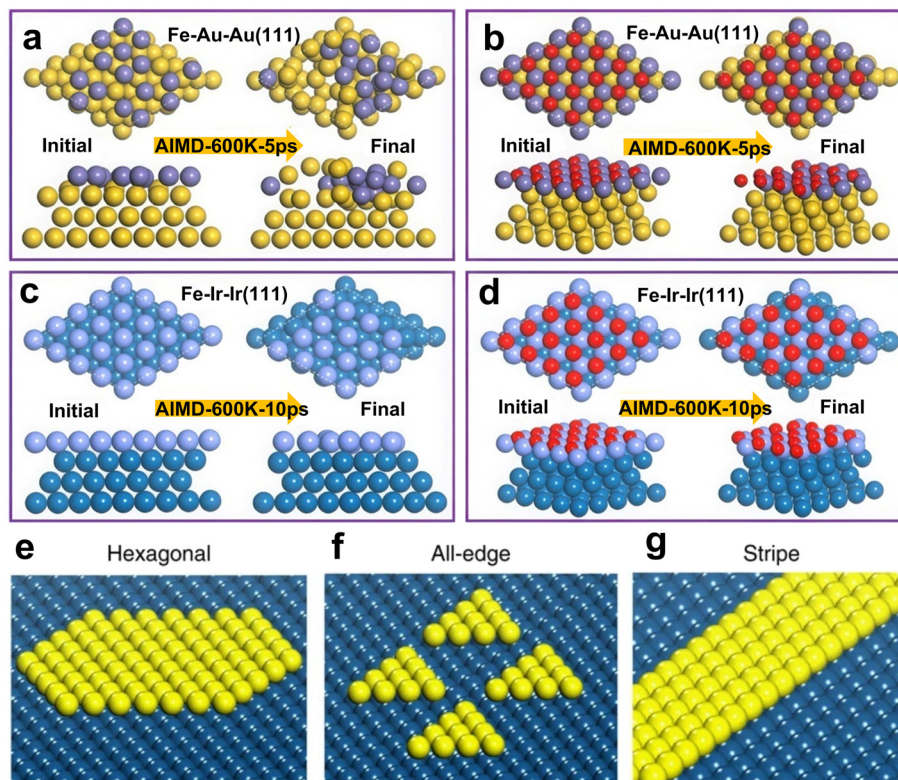 a
Fe-Au-Au(111)
Initial
AIMD-600K-5ps
Final
b
Fe-Au-Au(111)
Initial
AIMD-600K-5ps
Final
c
Fe-Ir-Ir(111)
Initial
AIMD-600K-10ps
Final
d
Fe-Ir-Ir(111)
Initial
AIMD-600K-10ps
Final
e
Hexagonal
f
All-edge
g
Stripe